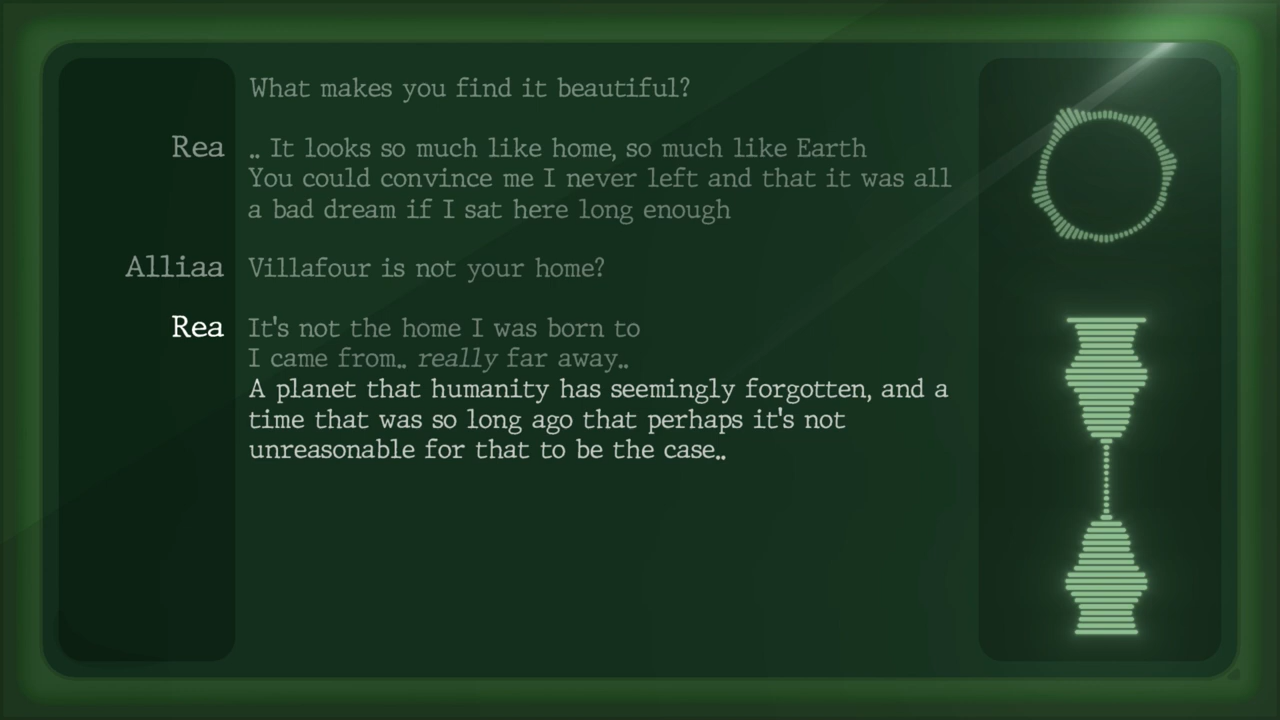 What makes you find it beautiful?
Rea .. It looks so much like home, so much like Earth
You could convince me I never left and that it was all
a bad dream if I sat here long enough
Alliaa Villafour is not your home?
Rea It's not the home I was born to
I came from.. really far away..
A planet that humanity has seemingly forgotten, and a
time that was so long ago that perhaps it's not
unreasonable for that to be the case..